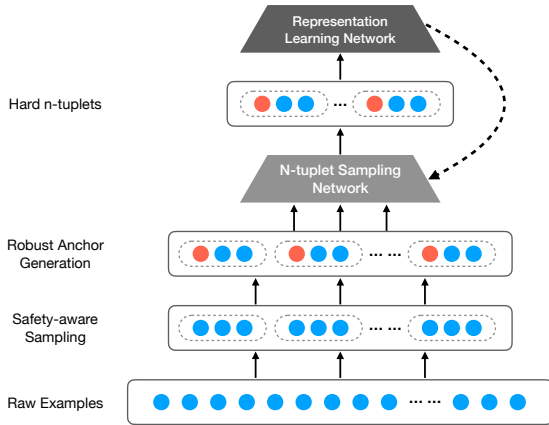 Representation
Learning Network
Hard n-tuplets
...
N-tuplet Sampling
Network
Robust Anchor
Generation
... ...
Safety-aware
Sampling
... ...
Raw Examples
... ...